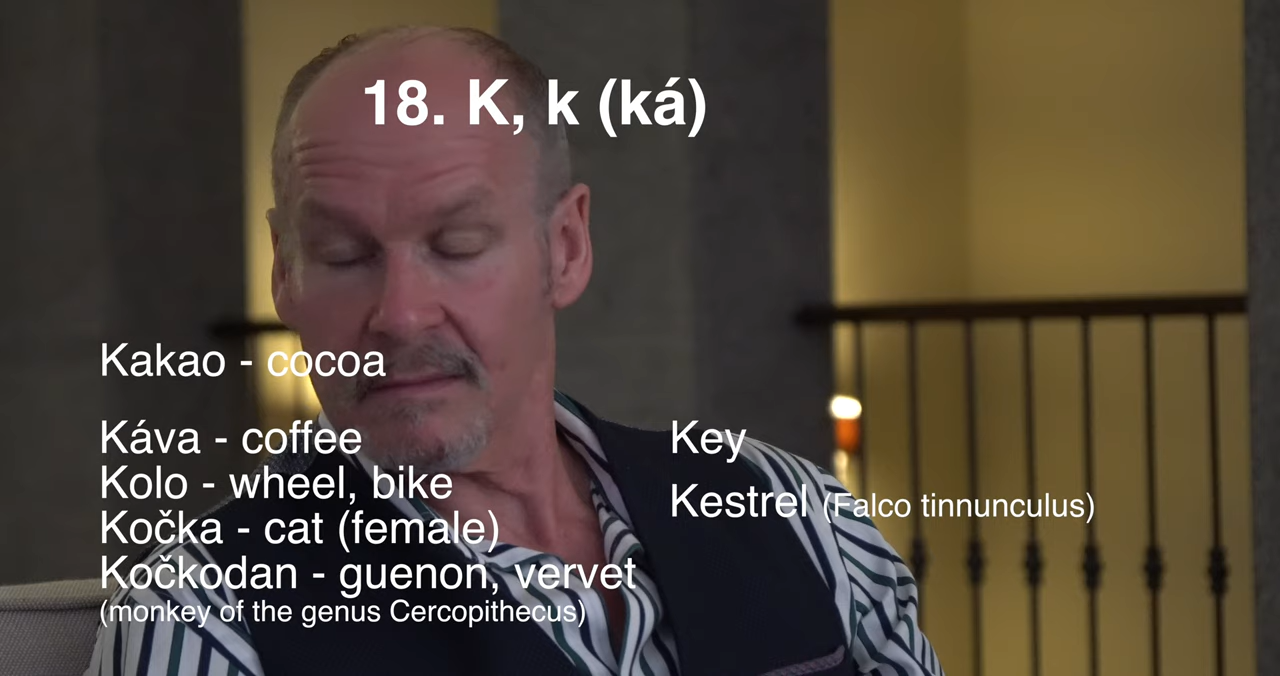 18. K, k (ká)
Kakao - cocoa
Káva - coffee
Kolo - wheel, bike
Kočka - cat (female)
Kočkodan - guenon, vervet
(monkey of the genus Cercopithecus)
Key
Kestrel (Falco tinnunculus)